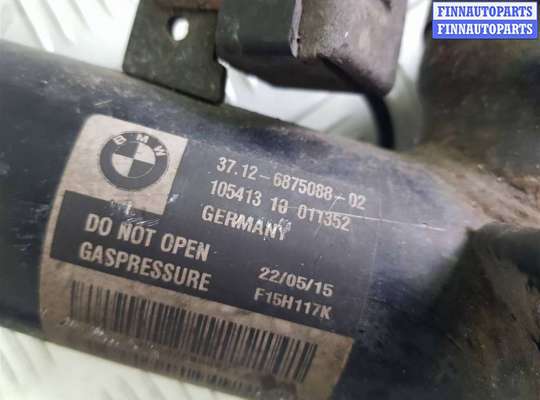 FINNAUTOPARTS
FINNAUTOPARTS
BMW
37.12-6875088-02
105413 10 011352
GERMANY
DO NOT OPEN
GASPRESSURE
22/05/15
F15H117K